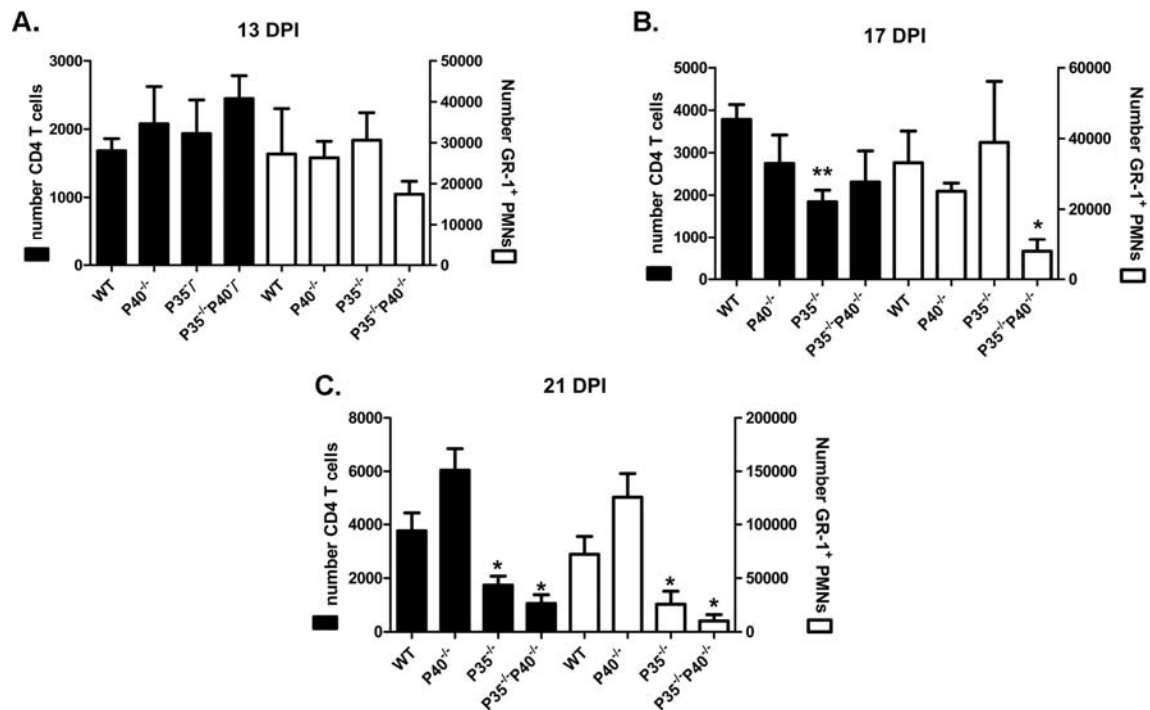 A.
13 DPI
number CD4 T cells
3000
2000
1000
0
50000
40000
30000
20000
10000
0
Number GR-1⁺ PMNs
WT
P40⁻/⁻
P35⁻/⁻
P35⁻/⁻P40⁻/⁻
WT
P40⁻/⁻
P35⁻/⁻
P35⁻/⁻P40⁻/⁻
B.
17 DPI
number CD4 T cells
5000
4000
3000
2000
1000
0
**
*
60000
40000
20000
0
Number GR-1⁺ PMNs
WT
P40⁻/⁻
P35⁻/⁻
P35⁻/⁻P40⁻/⁻
WT
P40⁻/⁻
P35⁻/⁻
P35⁻/⁻P40⁻/⁻
C.
21 DPI
number CD4 T cells
8000
6000
4000
2000
0
*
*
*
*
200000
150000
100000
50000
0
Number GR-1⁺ PMNs
WT
P40⁻/⁻
P35⁻/⁻
P35⁻/⁻P40⁻/⁻
WT
P40⁻/⁻
P35⁻/⁻
P35⁻/⁻P40⁻/⁻